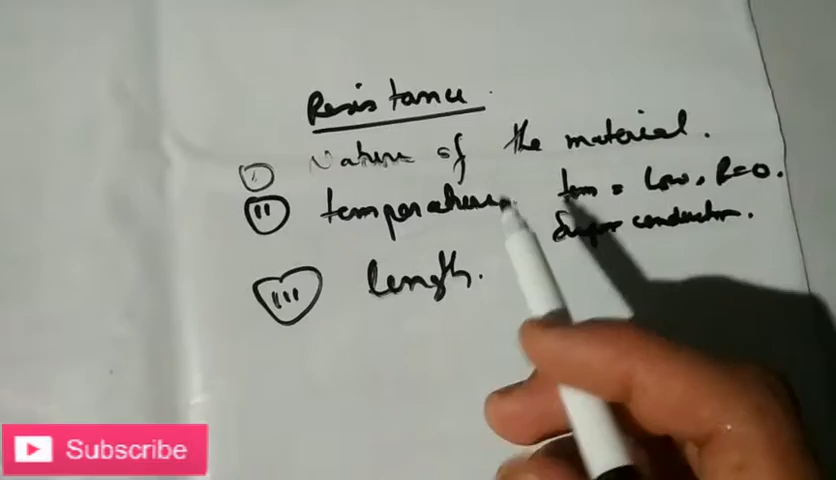 Resistance
(i) Nature of the material.
(ii) temperature. tem = Low, R=0.
Super conductor.
(iii) length.
Subscribe